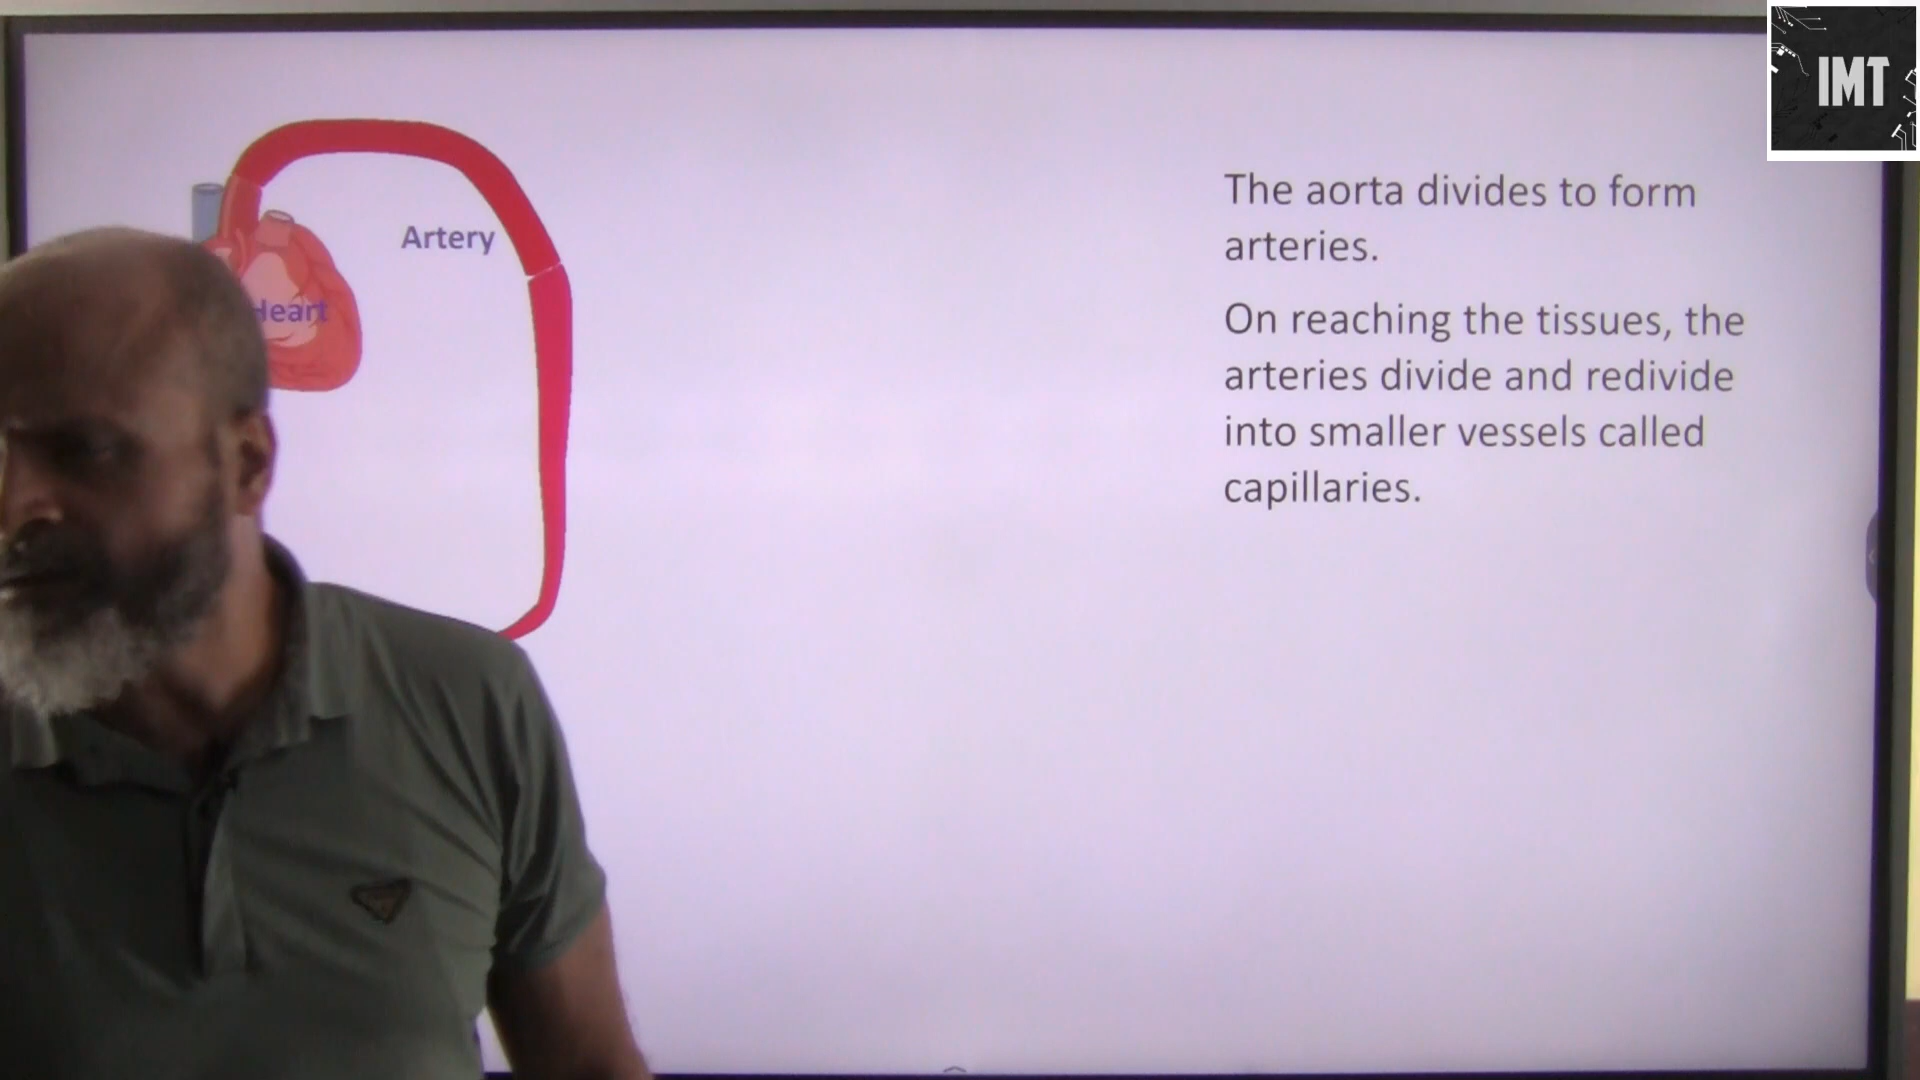 IMT
Artery
Heart
The aorta divides to form
arteries.
On reaching the tissues, the
arteries divide and redivide
into smaller vessels called
capillaries.